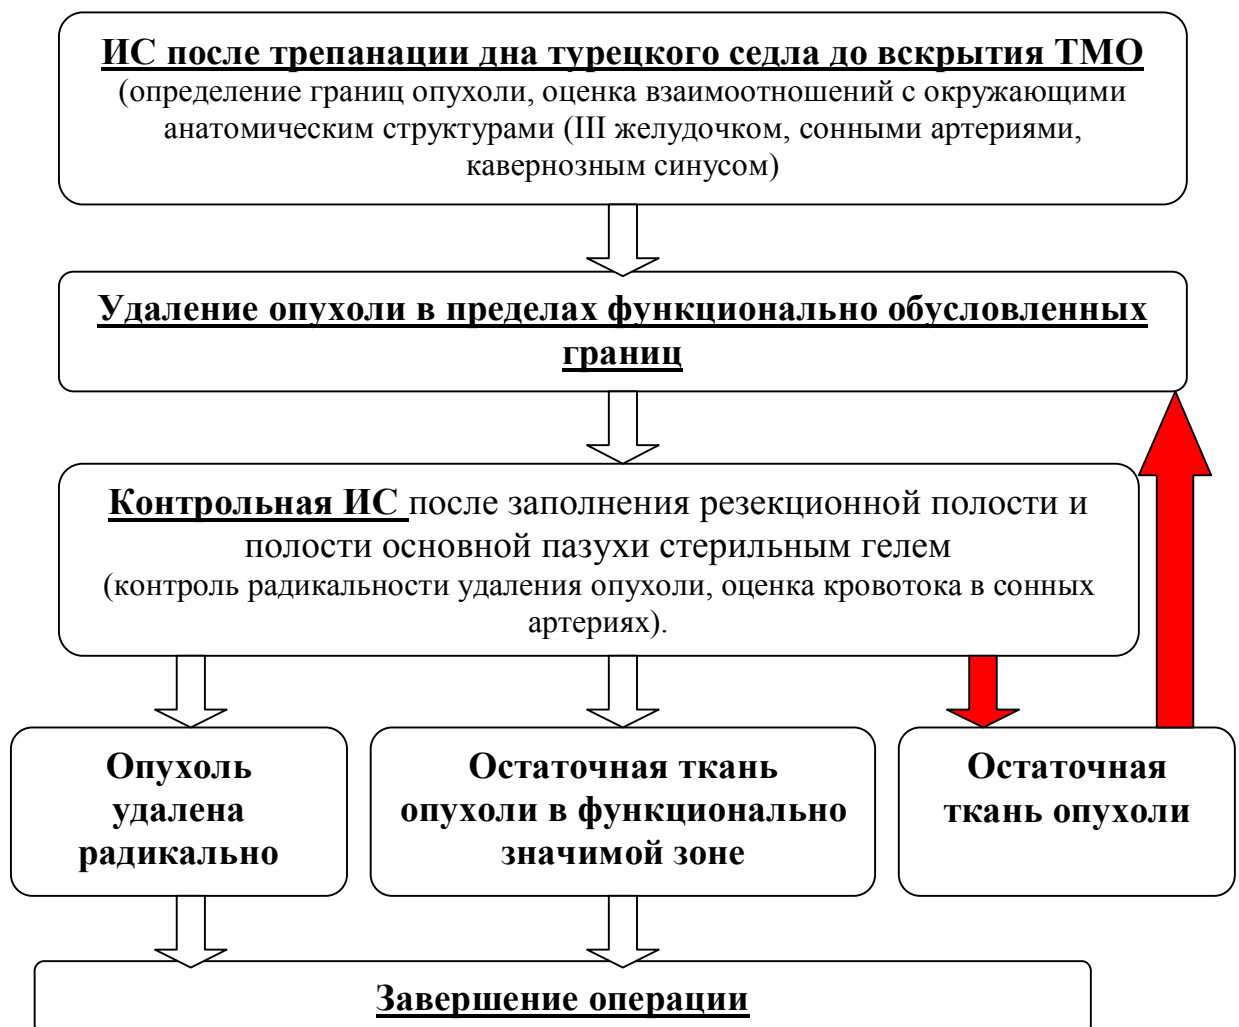 ИС после трепанации дна турецкого седла до вскрытия ТМО
(определение границ опухоли, оценка взаимоотношений с окружающими
анатомическим структурами (III желудочком, сонными артериями,
кавернозным синусом)
Удаление опухоли в пределах функционально обусловленных
границ
Контрольная ИС после заполнения резекционной полости и
полости основной пазухи стерильным гелем
(контроль радикальности удаления опухоли, оценка кровотока в сонных
артериях).
Опухоль
удалена
радикально
Остаточная ткань
опухоли в функционально
значимой зоне
Остаточная
ткань опухоли
Завершение операции